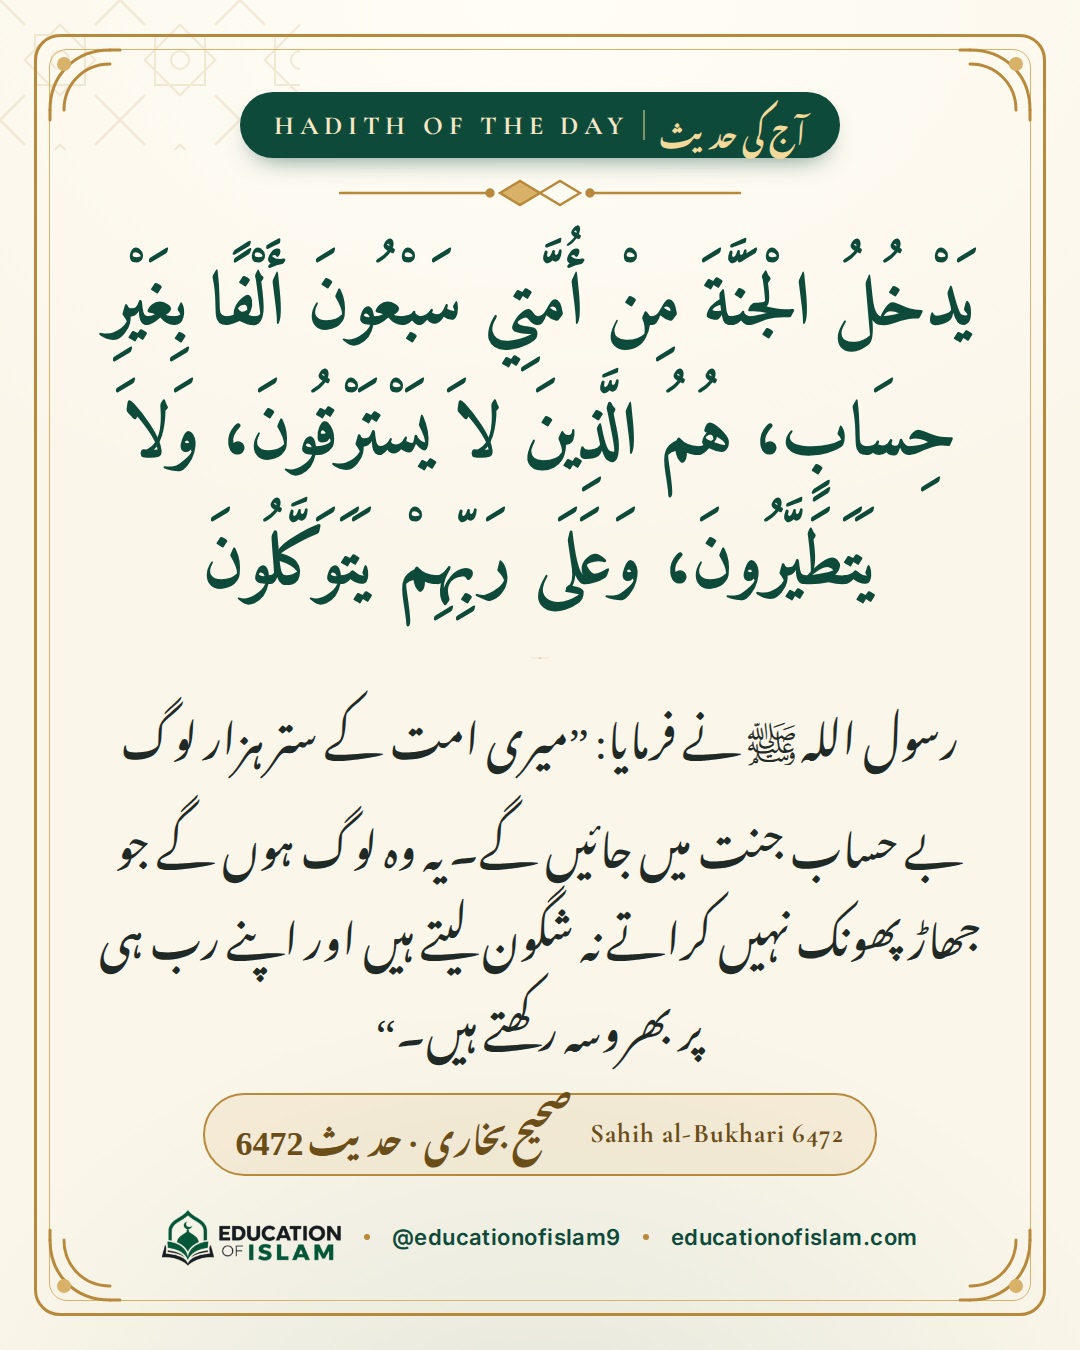 HADITH OF THE DAY | آج کی حدیث
يَدْخُلُ الْجَنَّةَ مِنْ أُمَّتِي سَبْعُونَ أَلْفًا بِغَيْرِ
حِسَابٍ، هُمُ الَّذِينَ لاَ يَسْتَرْقُونَ، وَلاَ
يَتَطَيَّرُونَ، وَعَلَى رَبِّهِمْ يَتَوَكَّلُونَ
رسول اللہ ﷺ نے فرمایا: ”میری امت کے ستر ہزار لوگ
بے حساب جنت میں جائیں گے۔ یہ وہ لوگ ہوں گے جو
جھاڑ پھونک نہیں کراتے نہ شگون لیتے ہیں اور اپنے رب ہی
پر بھروسہ رکھتے ہیں۔“
صحیح بخاری · حدیث 6472 Sahih al-Bukhari 6472
EDUCATION OF ISLAM • @educationofislam9 • educationofislam.com